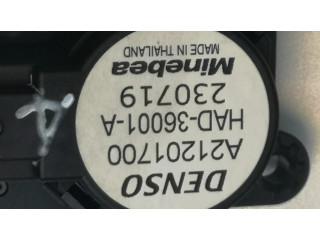 DENSO
A21201700
HAD-36001-A
230719
Minebea
MADE IN THAILAND
A